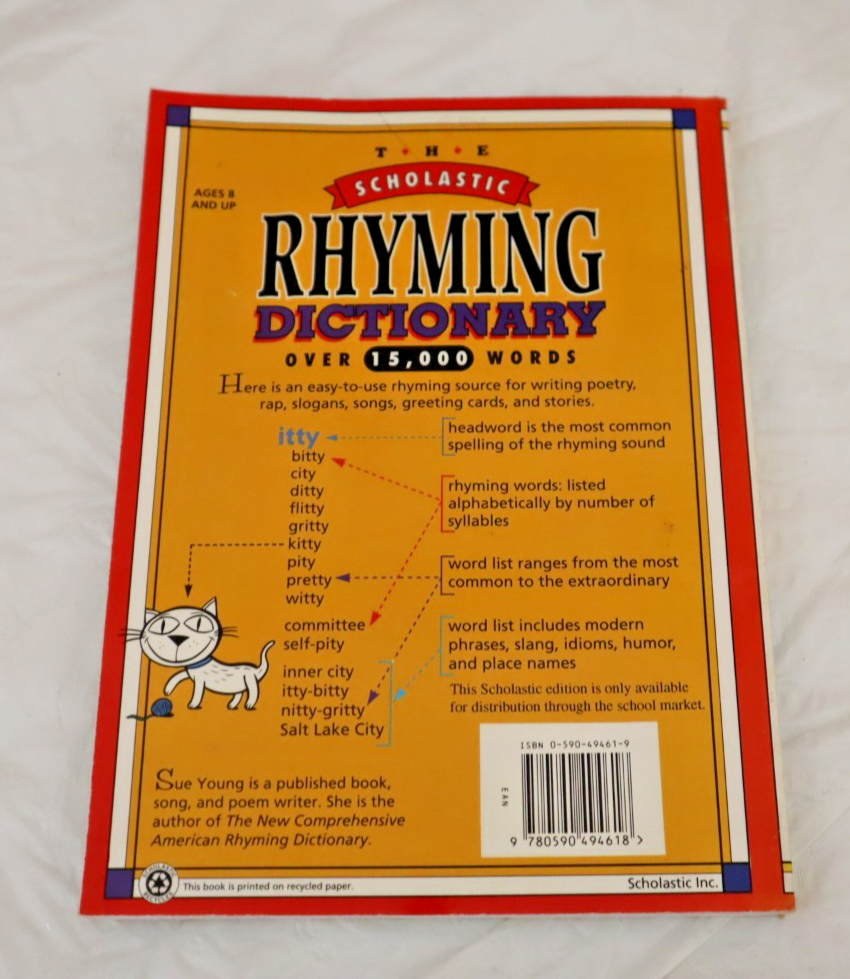 T • H • E
SCHOLASTIC
AGES 8
AND UP
RHYMING
DICTIONARY
OVER 15,000 WORDS
Here is an easy-to-use rhyming source for writing poetry,
rap, slogans, songs, greeting cards, and stories.
itty
bitty
city
ditty
flitty
gritty
kitty
pity
pretty
witty
committee
self-pity
inner city
itty-bitty
nitty-gritty
Salt Lake City
headword is the most common
spelling of the rhyming sound
rhyming words: listed
alphabetically by number of
syllables
word list ranges from the most
common to the extraordinary
word list includes modern
phrases, slang, idioms, humor,
and place names
This Scholastic edition is only available
for distribution through the school market.
ISBN 0-590-49461-9
EAN
9 780590 494618 >
Sue Young is a published book,
song, and poem writer. She is the
author of The New Comprehensive
American Rhyming Dictionary.
SCHOLASTIC
RECYCLES
This book is printed on recycled paper.
Scholastic Inc.